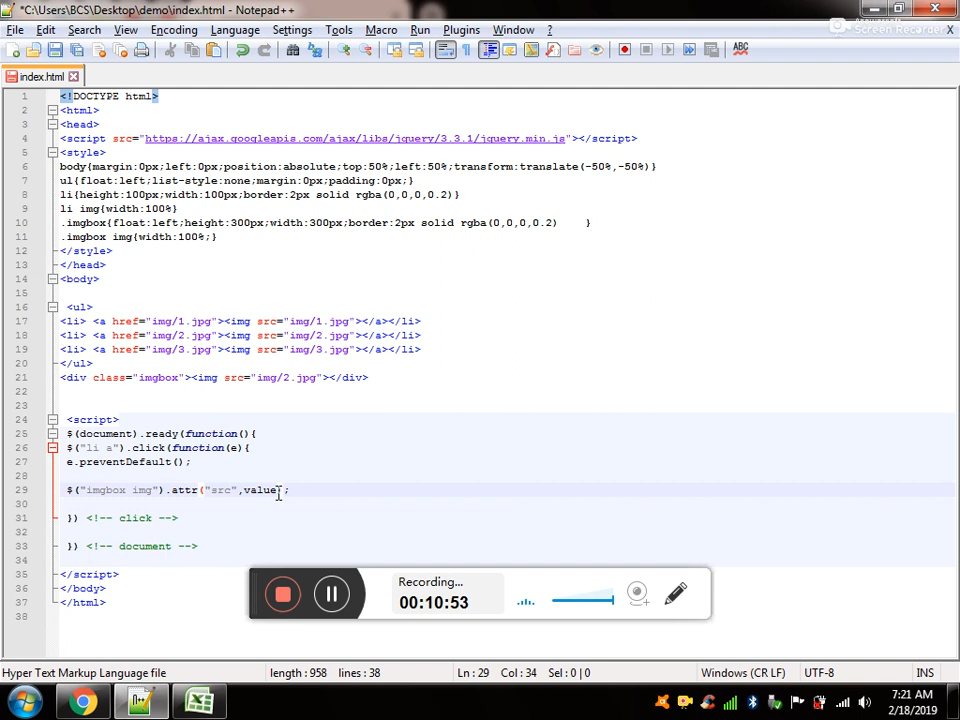 *C:\Users\BCS\Desktop\demo\index.html - Notepad++
File Edit Search View Encoding Language Settings Tools Macro Run Plugins Window ? X
Screen Recorder
index.html
1 <!DOCTYPE html>
2 <html>
3 <head>
4 <script src="https://ajax.googleapis.com/ajax/libs/jquery/3.3.1/jquery.min.js"></script>
5 <style>
6 body{margin:0px;left:0px;position:absolute;top:50%;left:50%;transform:translate(-50%,-50%)}
7 ul{float:left;list-style:none;margin:0px;padding:0px;}
8 li{height:100px;width:100px;border:2px solid rgba(0,0,0,0.2)}
9 li img{width:100%}
10 .imgbox{float:left;height:300px;width:300px;border:2px solid rgba(0,0,0,0.2)    }
11 .imgbox img{width:100%;}
12 </style>
13 </head>
14 <body>
15
16 <ul>
17 <li> <a href="img/1.jpg"><img src="img/1.jpg"></a></li>
18 <li> <a href="img/2.jpg"><img src="img/2.jpg"></a></li>
19 <li> <a href="img/3.jpg"><img src="img/3.jpg"></a></li>
20 </ul>
21 <div class="imgbox"><img src="img/2.jpg"></div>
22
23
24 <script>
25 $(document).ready(function(){
26 $("li a").click(function(e){
27 e.preventDefault();
28
29 $("imgbox img").attr("src",value);
30
31 }) <!-- click -->
32
33 }) <!-- document -->
34
35 </script>
36 </body>
37 </html>
38
Recording...
00:10:53
Hyper Text Markup Language file length : 958 lines : 38 Ln : 29 Col : 34 Sel : 0 | 0 Windows (CR LF) UTF-8 INS
7:21 AM
2/18/2019